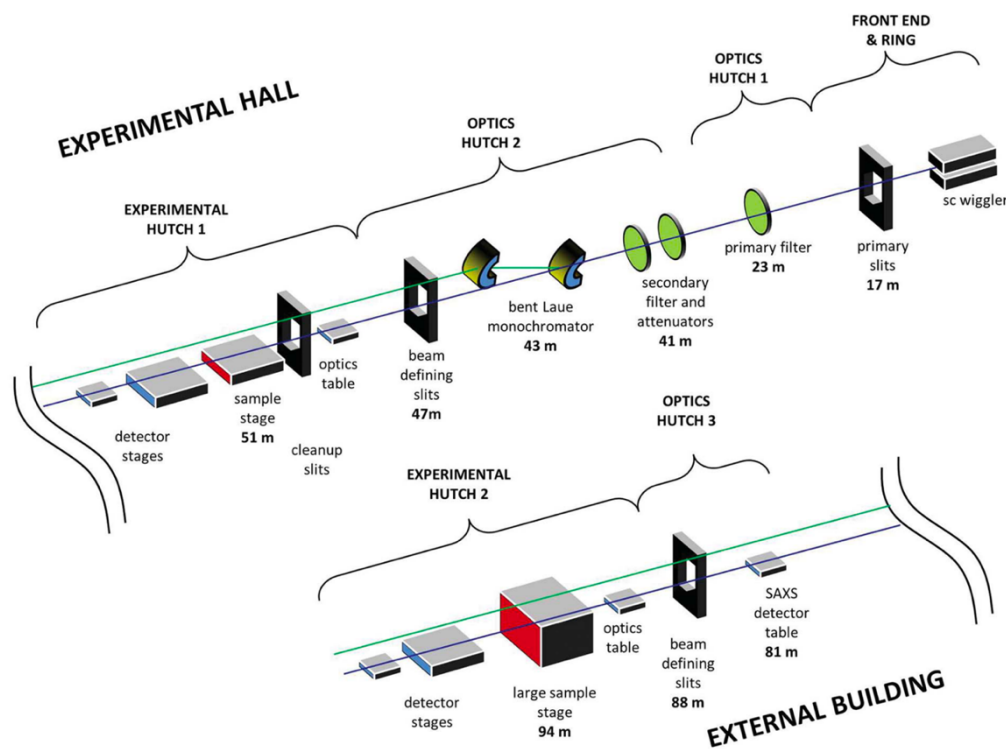 FRONT END
& RING
OPTICS
HUTCH 1
EXPERIMENTAL HALL
OPTICS
HUTCH 2
EXPERIMENTAL
HUTCH 1
sc wiggler
primary
slits
17 m
primary filter
23 m
secondary
filter and
attenuators
41 m
bent Laue
monochromator
43 m
beam
defining
slits
47m
optics
table
cleanup
slits
sample
stage
51 m
detector
stages
OPTICS
HUTCH 3
EXPERIMENTAL
HUTCH 2
SAXS
detector
table
81 m
beam
defining
slits
88 m
optics
table
large sample
stage
94 m
detector
stages
EXTERNAL BUILDING